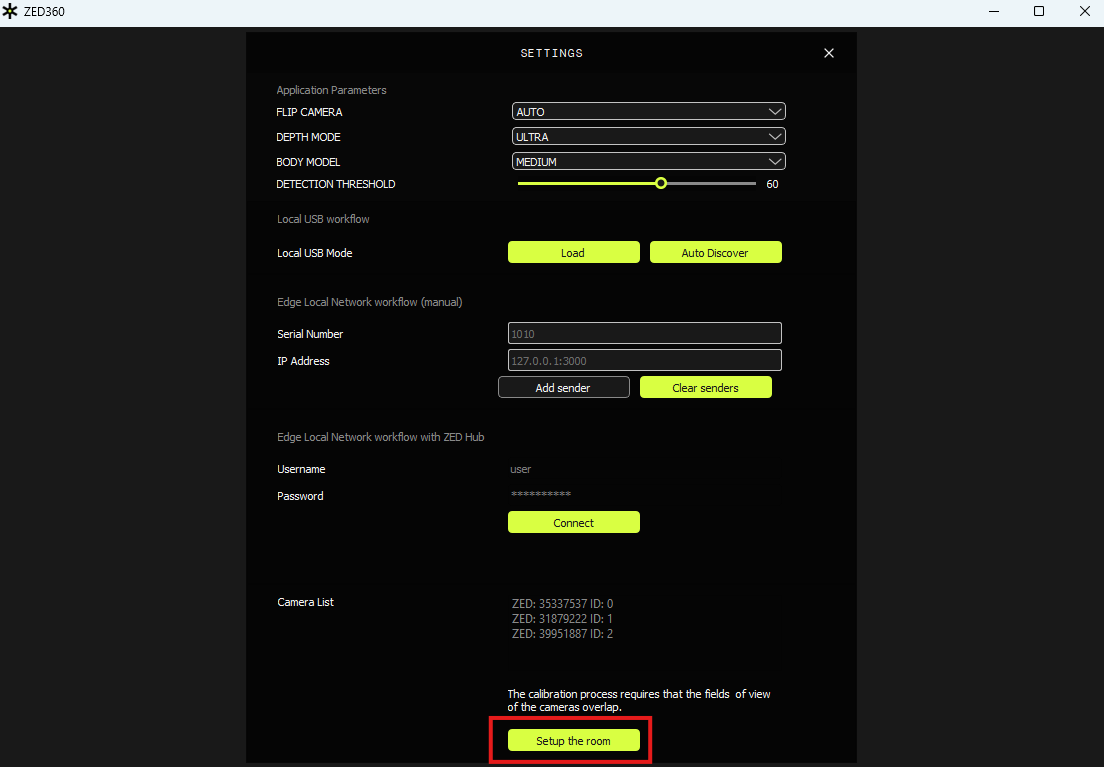 ZED360
SETTINGS
Application Parameters
FLIP CAMERA AUTO
DEPTH MODE ULTRA
BODY MODEL MEDIUM
DETECTION THRESHOLD 60
Local USB workflow
Local USB Mode Load Auto Discover
Edge Local Network workflow (manual)
Serial Number 1010
IP Address 127.0.0.1:3000
Add sender Clear senders
Edge Local Network workflow with ZED Hub
Username user
Password **********
Connect
Camera List ZED: 35337537 ID: 0
ZED: 31879222 ID: 1
ZED: 39951887 ID: 2
The calibration process requires that the fields of view
of the cameras overlap.
Setup the room